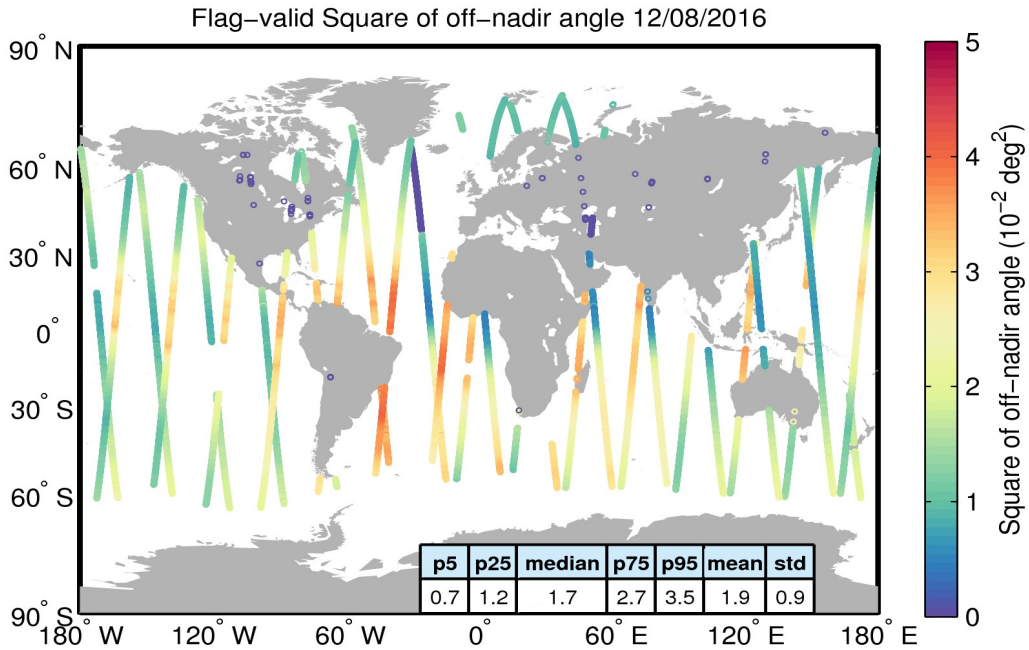 Flag−valid Square of off−nadir angle 12/08/2016
90° N
60° N
30° N
0°
30° S
60° S
90° S
180° W
120° W
60° W
0°
60° E
120° E
180° E
p5 p25 median p75 p95 mean std
0.7 1.2 1.7 2.7 3.5 1.9 0.9
5
4
3
2
1
0
Square of off−nadir angle (10⁻² deg²)